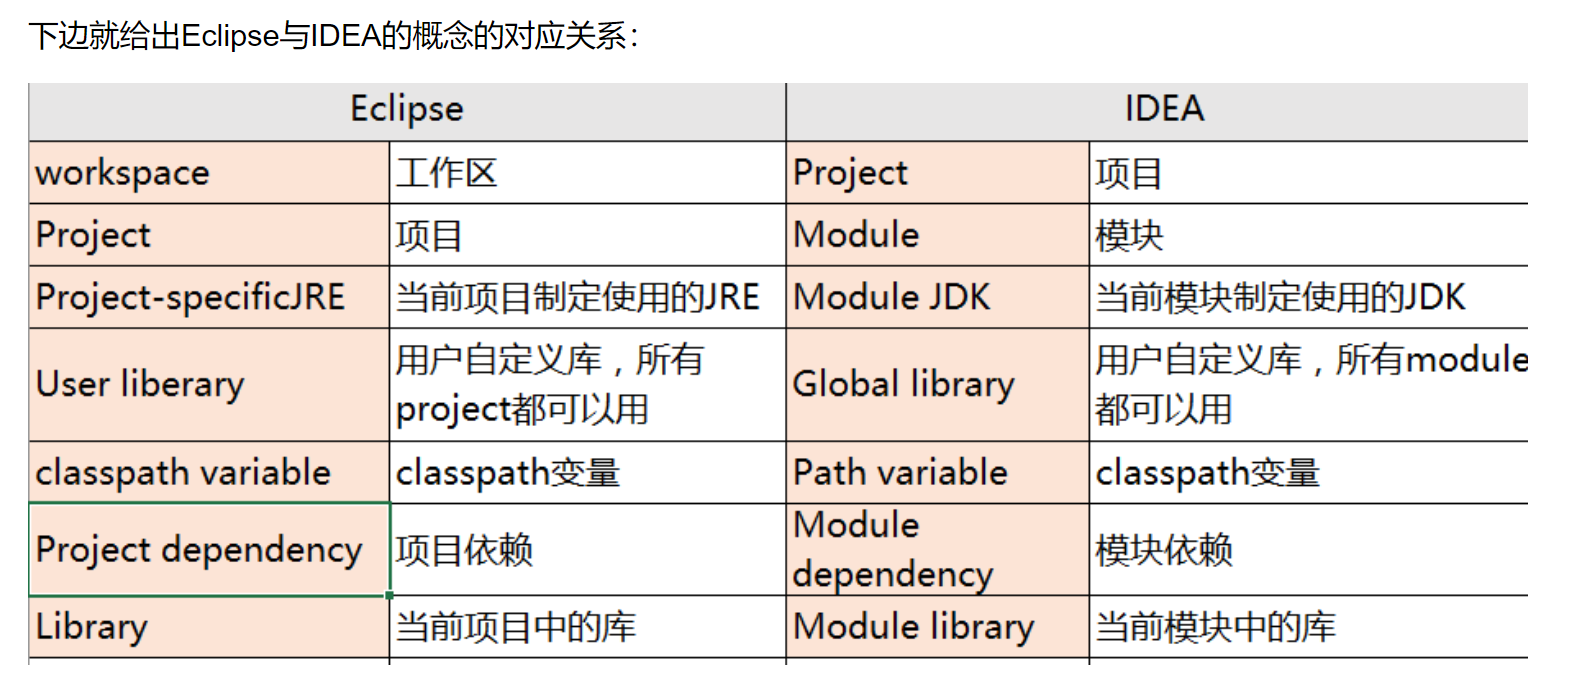 下边就给出Eclipse与IDEA的概念的对应关系：
Eclipse IDEA
workspace 工作区 Project 项目
Project 项目 Module 模块
Project-specificJRE 当前项目制定使用的JRE Module JDK 当前模块制定使用的JDK
User liberary 用户自定义库，所有 Global library 用户自定义库，所有module
project都可以用 都可以用
classpath variable classpath变量 Path variable classpath变量
Project dependency 项目依赖 Module 模块依赖
dependency
Library 当前项目中的库 Module library 当前模块中的库